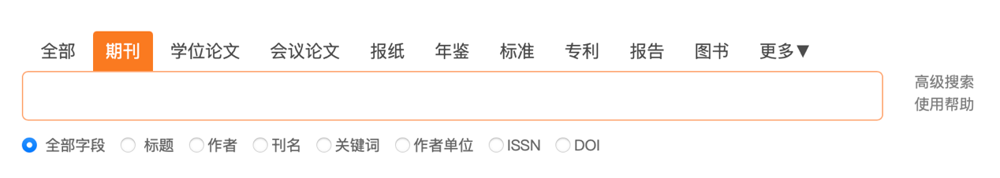 全部 期刊 学位论文 会议论文 报纸 年鉴 标准 专利 报告 图书 更多▼
高级搜索
使用帮助
全部字段 标题 作者 刊名 关键词 作者单位 ISSN DOI